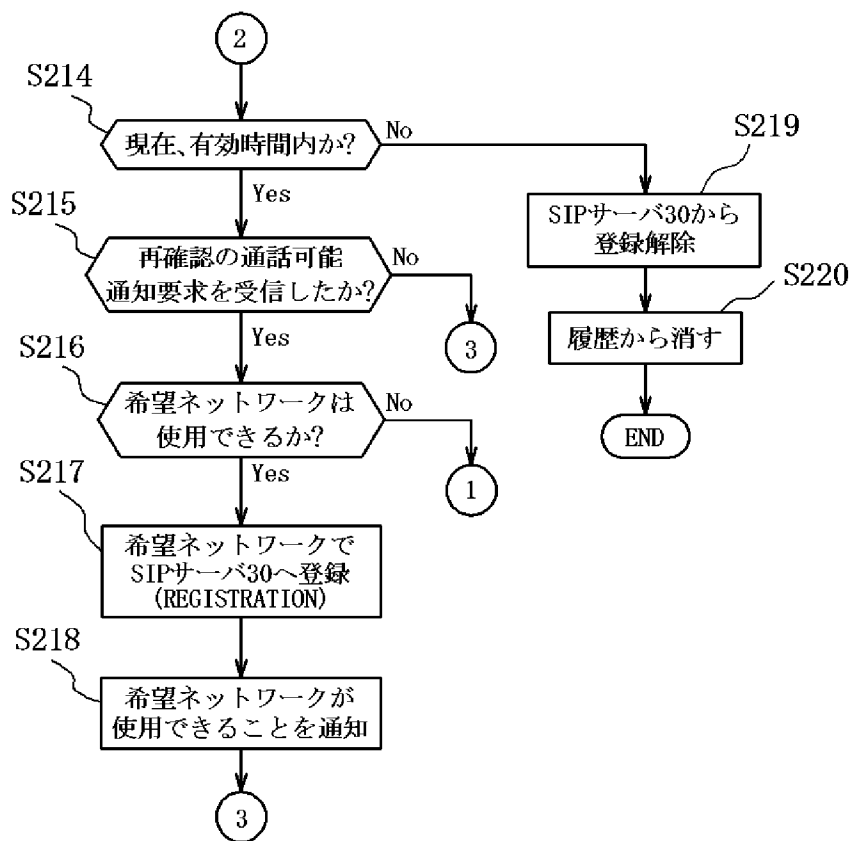 2
S214
現在、有効時間内か?
No
Yes
S215
再確認の通話可能
通知要求を受信したか?
No
3
Yes
S216
希望ネットワークは
使用できるか?
No
1
Yes
S217
希望ネットワークで
SIPサーバ30へ登録
(REGISTRATION)
S218
希望ネットワークが
使用できることを通知
3
S219
SIPサーバ30から
登録解除
S220
履歴から消す
END